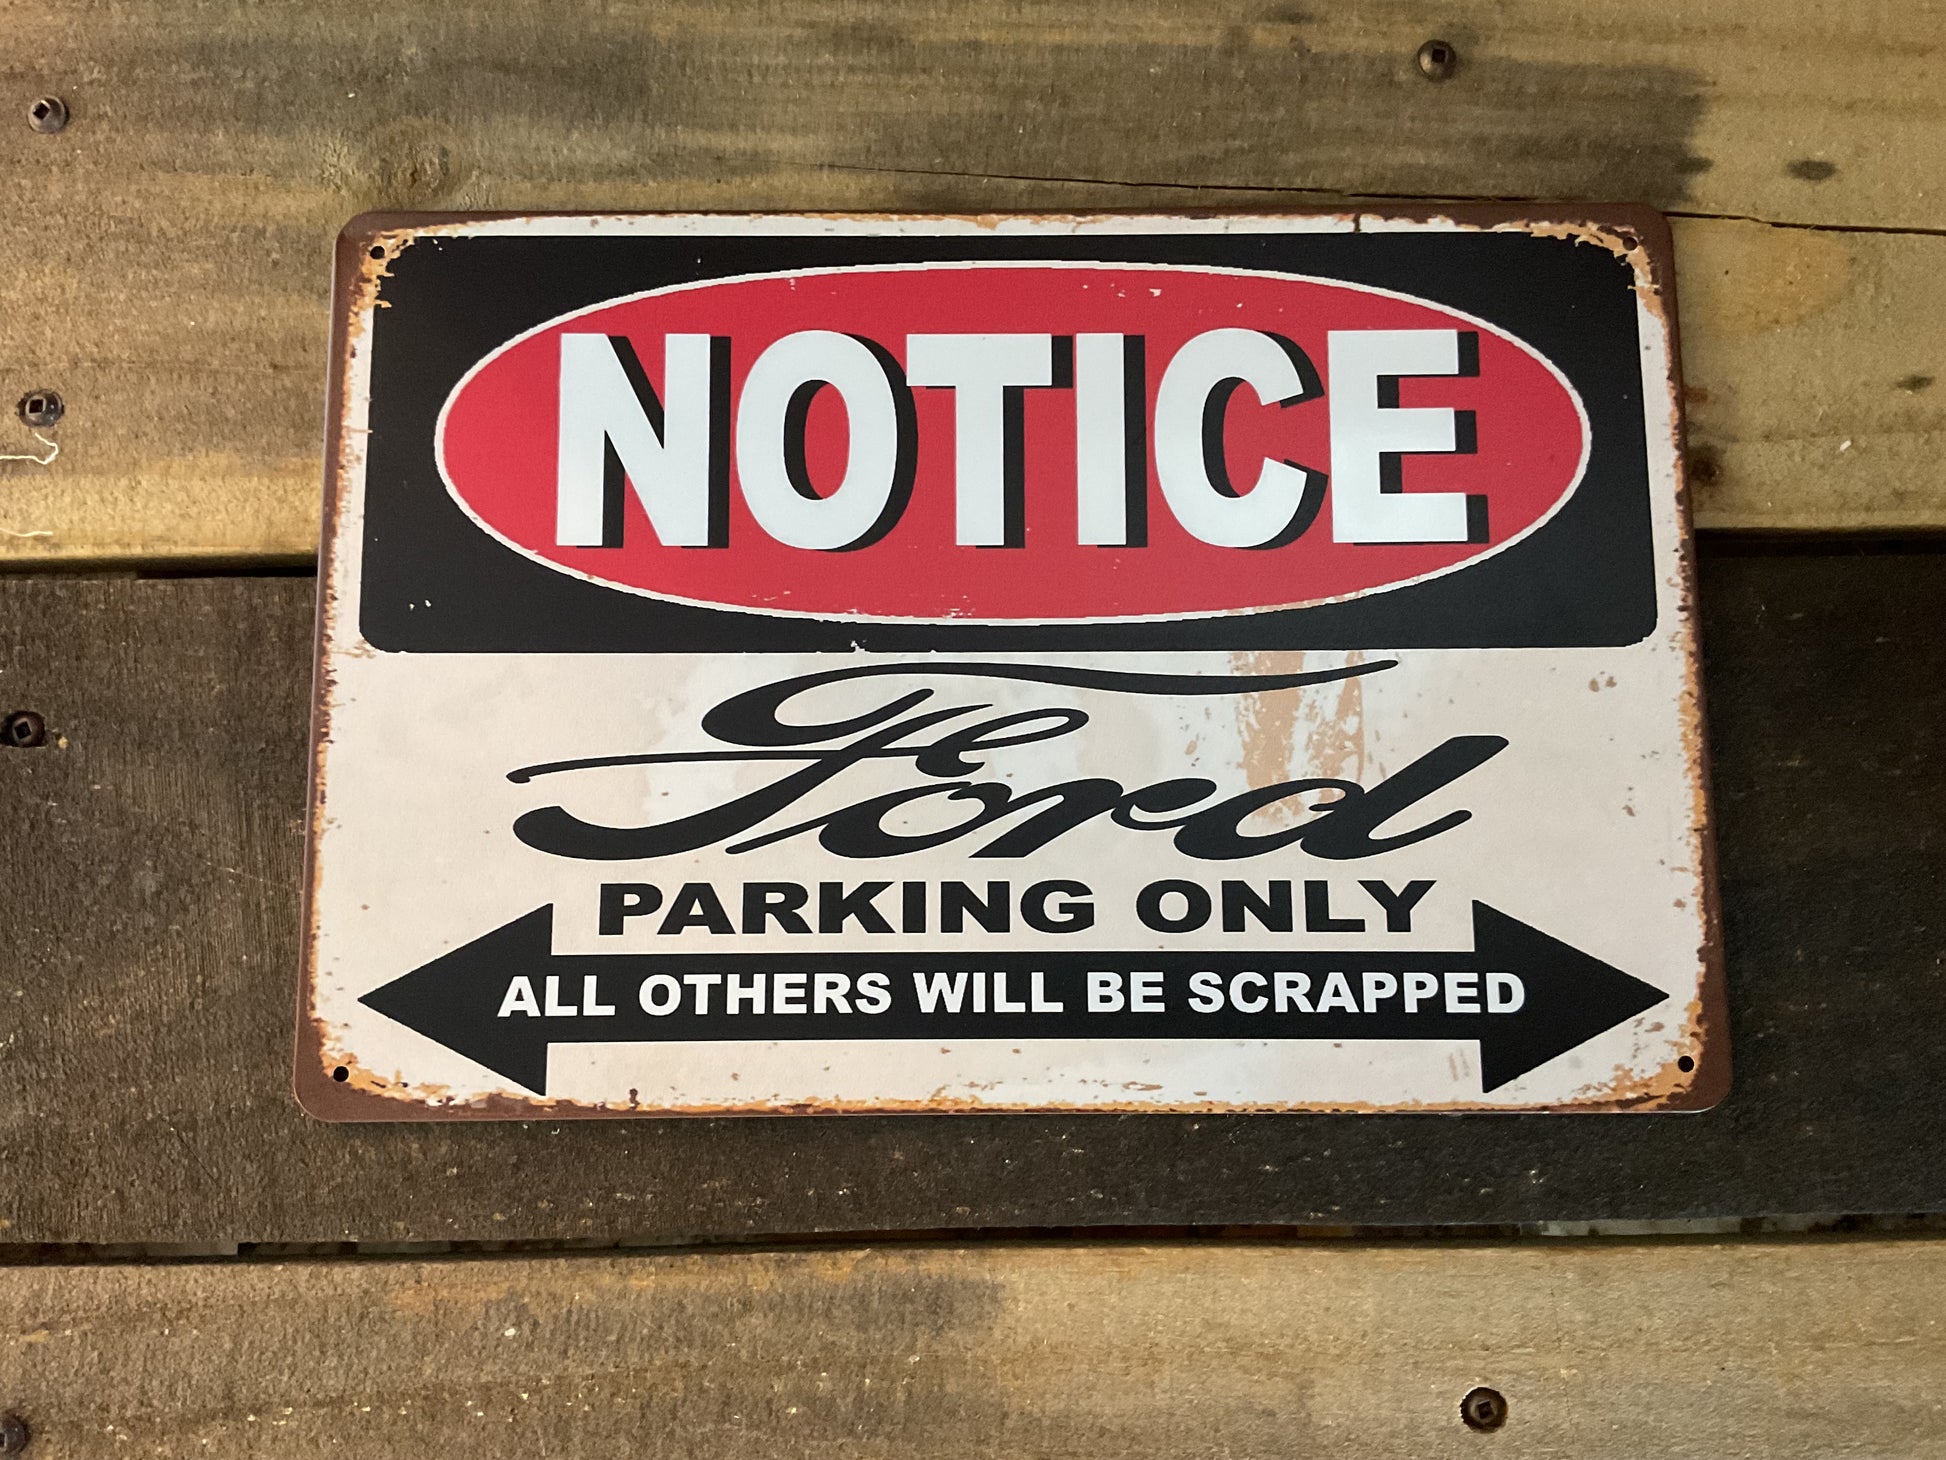 NOTICE
Ford
PARKING ONLY
ALL OTHERS WILL BE SCRAPPED